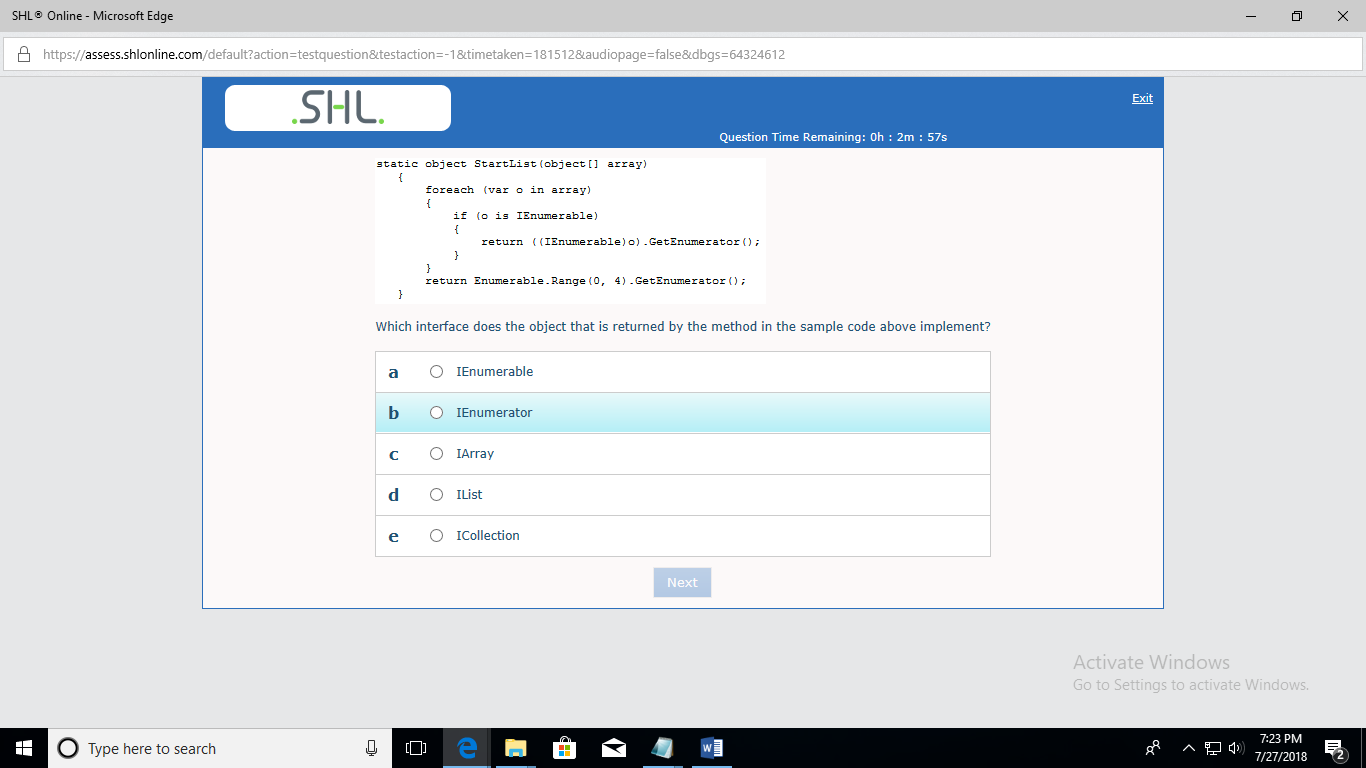 SHL® Online - Microsoft Edge
https://assess.shlonline.com/default?action=testquestion&testaction=-1&timetaken=181512&audiopage=false&dbgs=64324612
.SHL.
Exit
Question Time Remaining: 0h : 2m : 57s
static object StartList(object[] array)
{
foreach (var o in array)
{
if (o is IEnumerable)
{
return ((IEnumerable)o).GetEnumerator();
}
}
return Enumerable.Range(0, 4).GetEnumerator();
}
Which interface does the object that is returned by the method in the sample code above implement?
a IEnumerable
b IEnumerator
c IArray
d IList
e ICollection
Next
Activate Windows
Go to Settings to activate Windows.
Type here to search
7:23 PM
7/27/2018
2